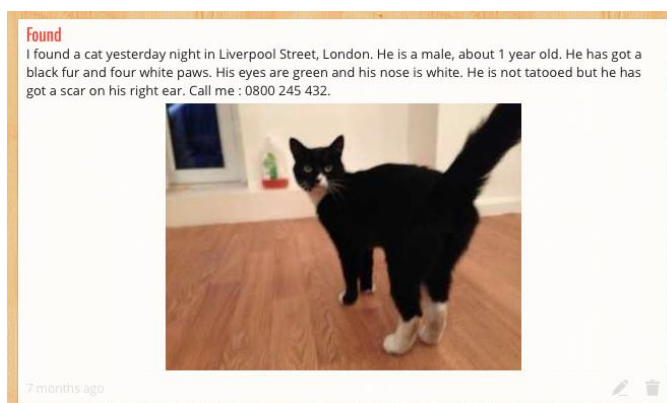 Found
I found a cat yesterday night in Liverpool Street, London. He is a male, about 1 year old. He has got a
black fur and four white paws. His eyes are green and his nose is white. He is not tatooed but he has
got a scar on his right ear. Call me : 0800 245 432.
7 months ago